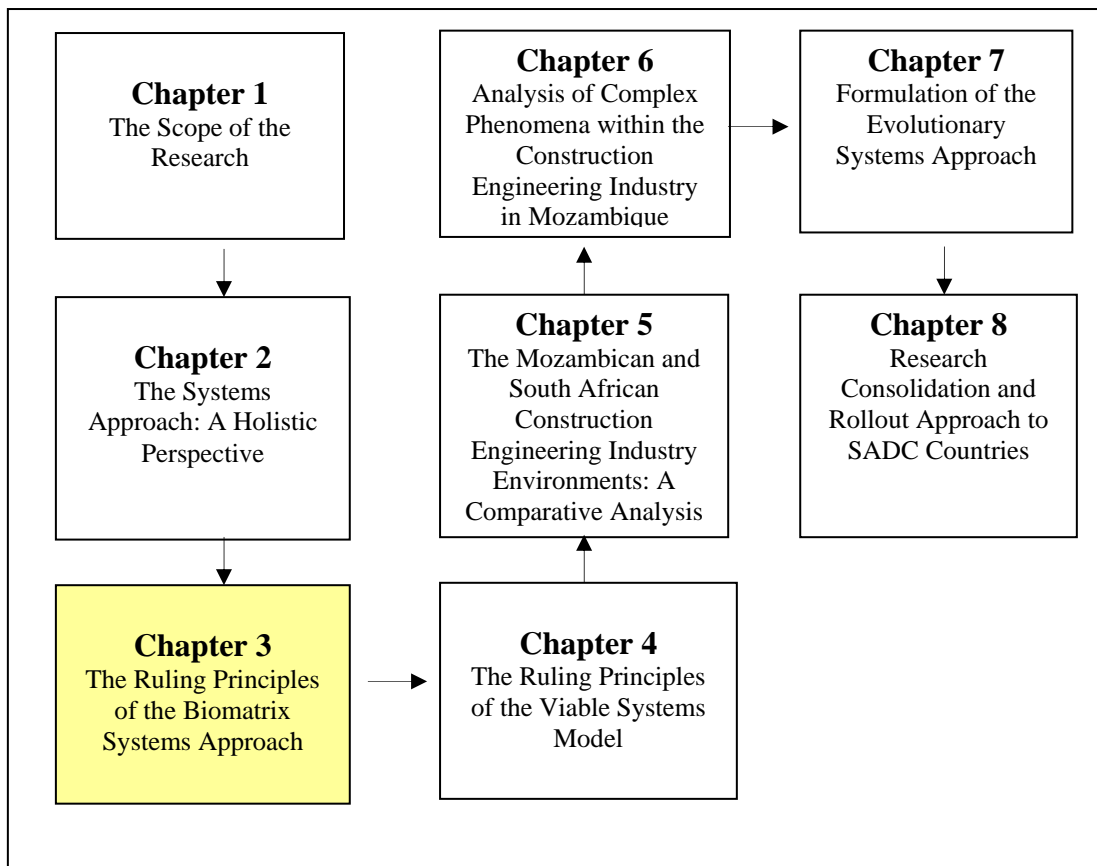 Chapter 1
The Scope of the
Research
Chapter 2
The Systems
Approach: A Holistic
Perspective
Chapter 3
The Ruling Principles
of the Biomatrix
Systems Approach
Chapter 4
The Ruling Principles
of the Viable Systems
Model
Chapter 5
The Mozambican and
South African
Construction
Engineering Industry
Environments: A
Comparative Analysis
Chapter 6
Analysis of Complex
Phenomena within the
Construction
Engineering Industry
in Mozambique
Chapter 7
Formulation of the
Evolutionary
Systems Approach
Chapter 8
Research
Consolidation and
Rollout Approach to
SADC Countries